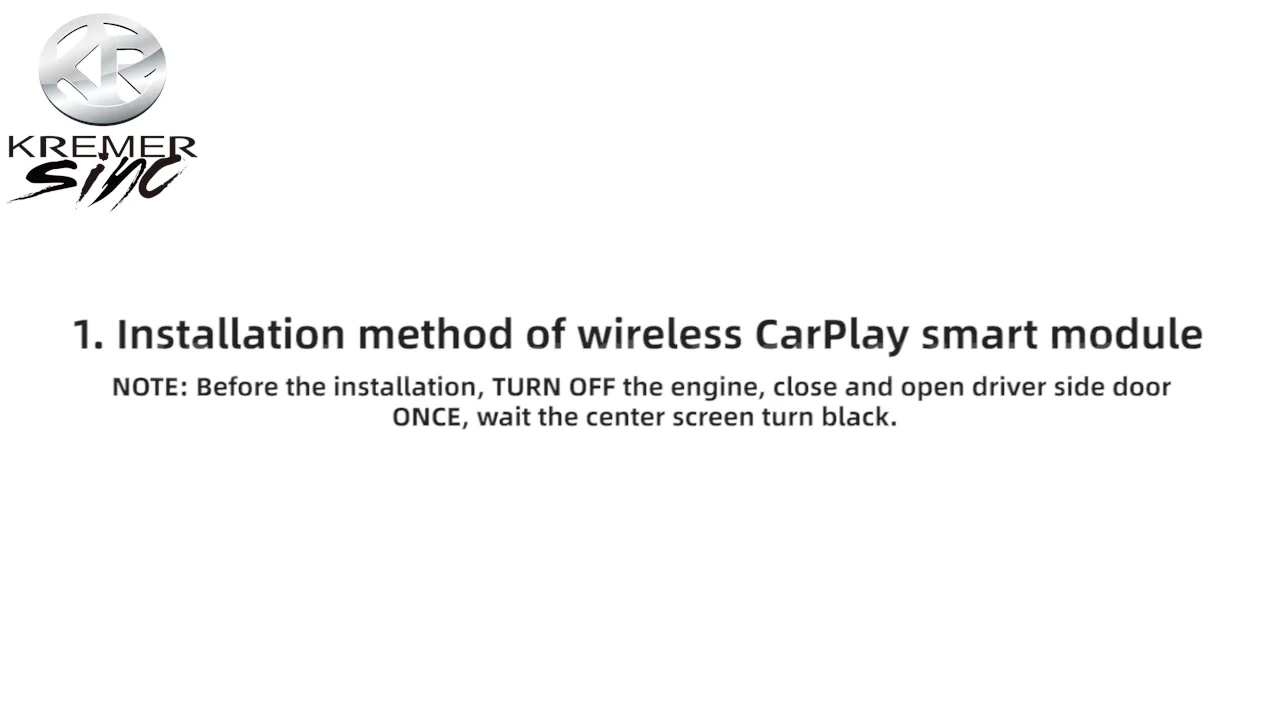 KR
KREMER
sinc
1. Installation method of wireless CarPlay smart module
NOTE: Before the installation, TURN OFF the engine, close and open driver side door
ONCE, wait the center screen turn black.